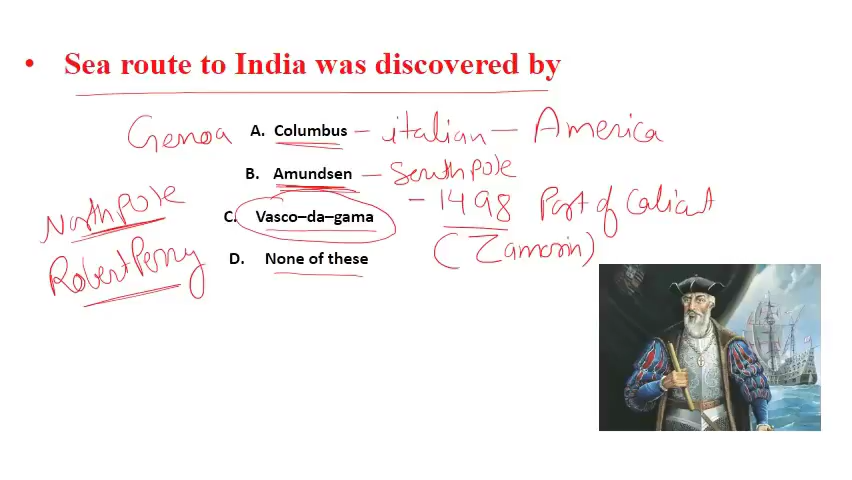 • Sea route to India was discovered by
Genoa A. Columbus – italian – America
B. Amundsen – South pole
North pole C. Vasco–da–gama – 1498 Port of Calicut
Robert Perry D. None of these (Zamorin)